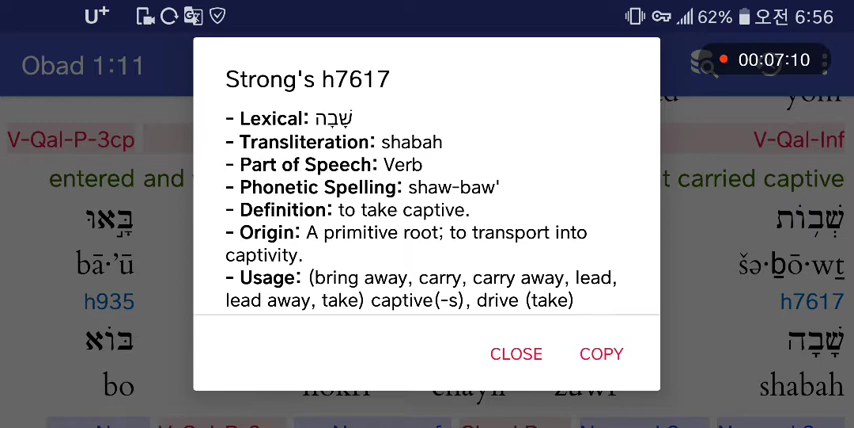 U+ 62% 오전 6:56
Obad 1:11 00:07:10
Strong's h7617
- Lexical: שָׁבָה
- Transliteration: shabah
- Part of Speech: Verb
- Phonetic Spelling: shaw-baw'
- Definition: to take captive.
- Origin: A primitive root; to transport into
captivity.
- Usage: (bring away, carry, carry away, lead,
lead away, take) captive(-s), drive (take)
CLOSE COPY
V-Qal-P-3cp V-Qal-Inf
entered and t carried captive
בָּ֣אוּ שְׁב֥וֹת
bā·’ū šə·ḇō·wṯ
h935 h7617
בּוֹא שָׁבָה
bo shabah